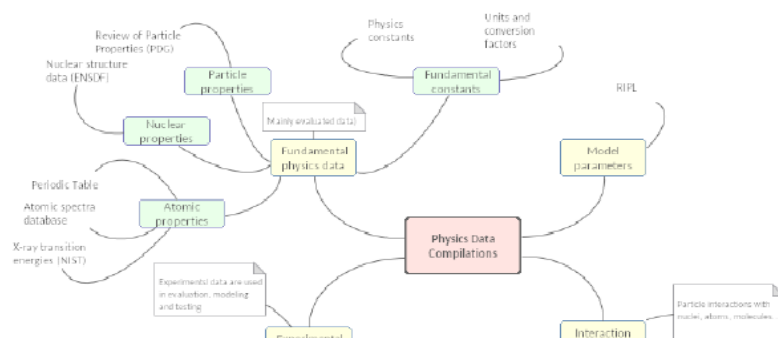 Physics
constants
Units and
conversion
factors
Review of Particle
Properties (PDG)
Nuclear structure
data (ENSDF)
Particle
properties
Fundamental
constants
RIPL
(Mainly evaluated data)
Nuclear
properties
Fundamental
physics data
Model
parameters
Periodic Table
Atomic spectra
database
Atomic
properties
X-ray transition
energies (NIST)
Physics Data
Compilations
Experimental data are used
in evaluation, modeling
and testing
Particle interactions with
nuclei, atoms, molecules.
Experimental
Interaction